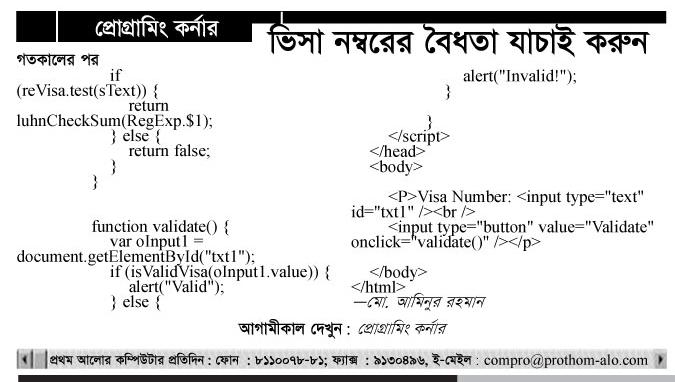 প্রোগ্রামিং কর্নার
ভিসা নম্বরের বৈধতা যাচাই করুন
গতকালের পর
if
(reVisa.test(sText)) {
return
luhnCheckSum(RegExp.$1);
} else {
return false;
}
}
function validate() {
var oInput1 =
document.getElementById("txt1");
if (isValidVisa(oInput1.value)) {
alert("Valid");
} else {
alert("Invalid!");
}
}
</script>
</head>
<body>
<P>Visa Number: <input type="text"
id="txt1" /><br />
<input type="button" value="Validate"
onclick="validate()" /></p>
</body>
</html>
—মো. আমিনুর রহমান
আগামীকাল দেখুন : প্রোগ্রামিং কর্নার
প্রথম আলোর কম্পিউটার প্রতিদিন : ফোন : ৮১১০০৭৮-৮১; ফ্যাক্স : ৯১৩০৪৯৬, ই-মেইল : compro@prothom-alo.com